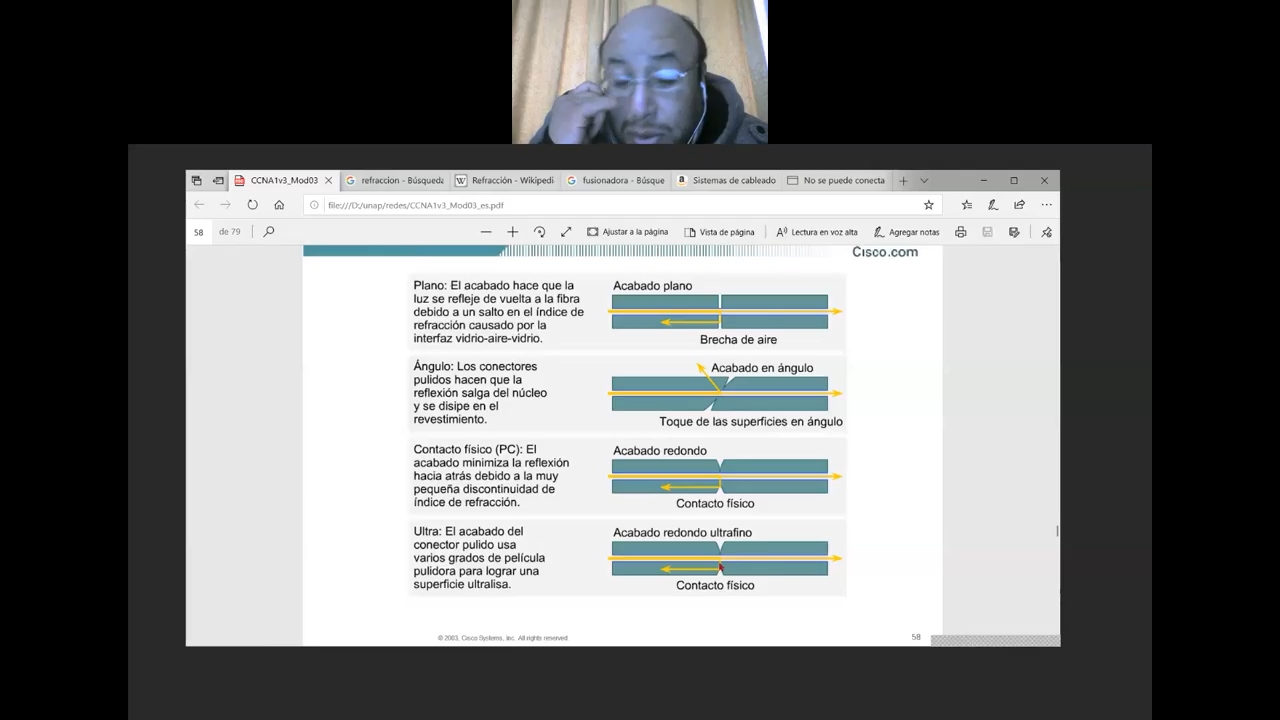 CCNA1v3_Mod03
refraccion - Búsqueda
Refracción - Wikipedi
fusionadora - Búsque
Sistemas de cableado
No se puede conecta
file:///D:/unap/redes/CCNA1v3_Mod03_es.pdf
58 de 79
Ajustar a la página
Vista de página
Lectura en voz alta
Agregar notas
Cisco.com
Plano: El acabado hace que la
luz se refleje de vuelta a la fibra
debido a un salto en el índice de
refracción causado por la
interfaz vidrio-aire-vidrio.
Acabado plano
Brecha de aire
Ángulo: Los conectores
pulidos hacen que la
reflexión salga del núcleo
y se disipe en el
revestimiento.
Acabado en ángulo
Toque de las superficies en ángulo
Contacto físico (PC): El
acabado minimiza la reflexión
hacia atrás debido a la muy
pequeña discontinuidad de
índice de refracción.
Acabado redondo
Contacto físico
Ultra: El acabado del
conector pulido usa
varios grados de película
pulidora para lograr una
superficie ultralisa.
Acabado redondo ultrafino
Contacto físico
© 2003, Cisco Systems, Inc. All rights reserved.
58